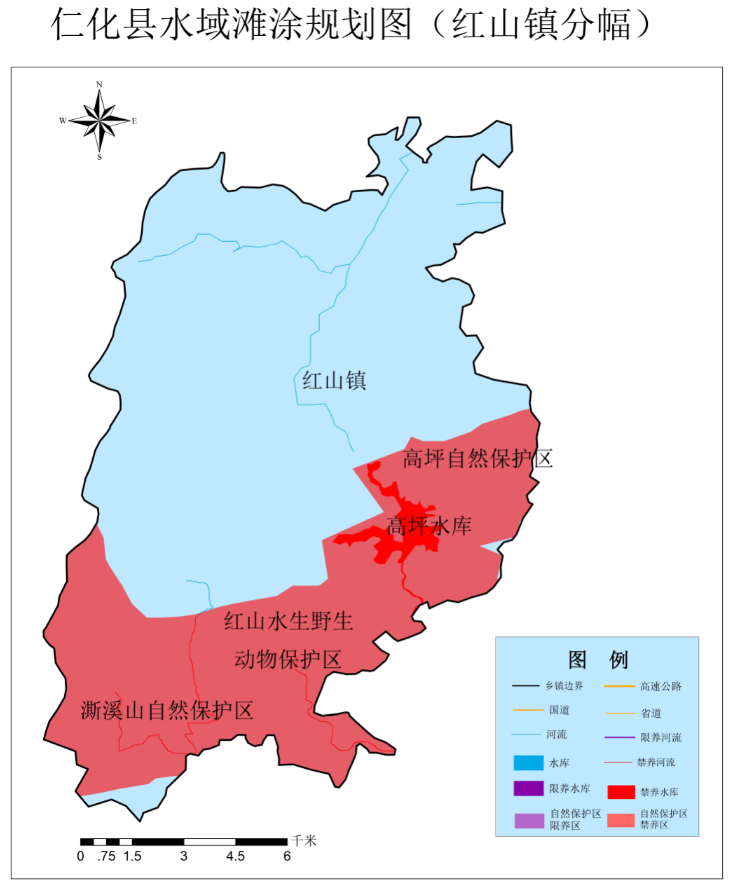 仁化县水域滩涂规划图（红山镇分幅）
N
W
E
S
红山镇
高坪自然保护区
高坪水库
红山水生野生
动物保护区
澌溪山自然保护区
图 例
乡镇边界
高速公路
国道
省道
河流
限养河流
水库
禁养河流
限养水库
禁养水库
自然保护区
限养区
自然保护区
禁养区
千米
0 .75 1.5 3 4.5 6